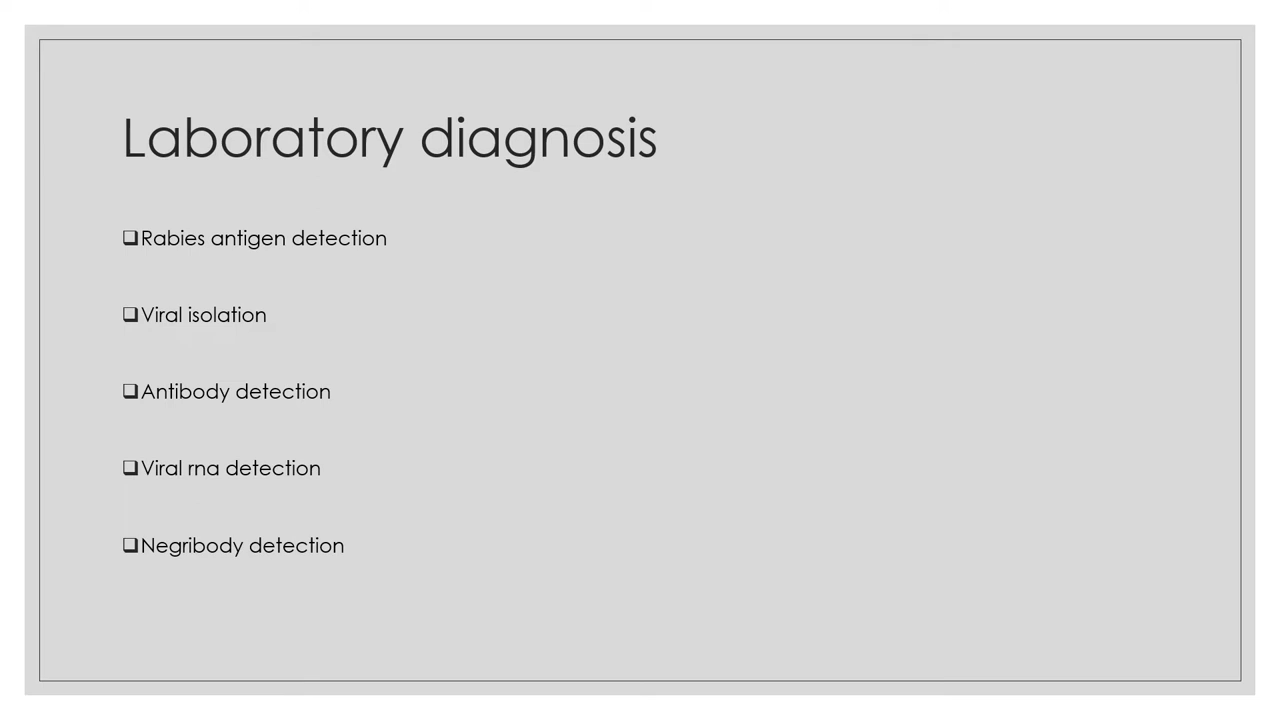 Laboratory diagnosis
❑Rabies antigen detection
❑Viral isolation
❑Antibody detection
❑Viral rna detection
❑Negribody detection